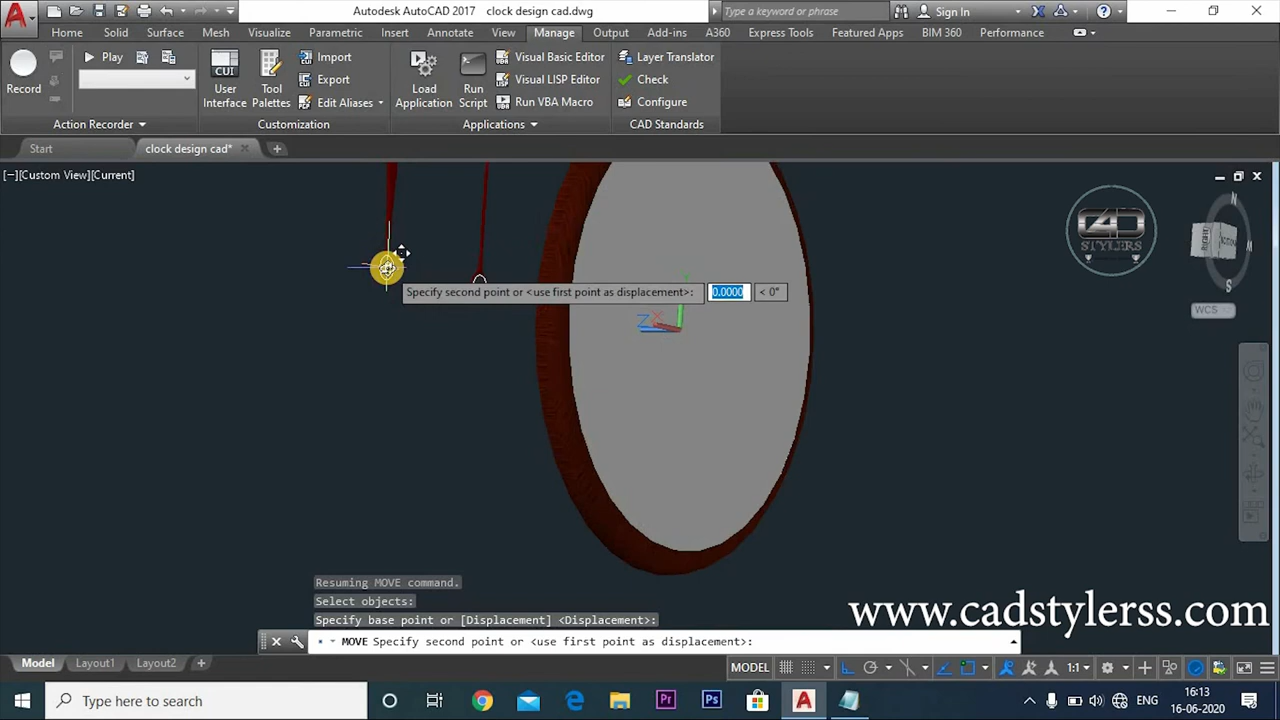 Autodesk AutoCAD 2017 clock design cad.dwg
Type a keyword or phrase
Sign In
Home Solid Surface Mesh Visualize Parametric Insert Annotate View Manage Output Add-ins A360 Express Tools Featured Apps BIM 360 Performance
Play
Record
Action Recorder
CUI
User Interface
Tool Palettes
Import
Export
Edit Aliases
Customization
Load Application
Run Script
Visual Basic Editor
Visual LISP Editor
Run VBA Macro
Applications
Layer Translator
Check
Configure
CAD Standards
Start clock design cad*
[−][Custom View][Current]
CAD
STYLERS
N
W
S
WCS
Specify second point or <use first point as displacement>: 0.0000 < 0°
Z X
Resuming MOVE command.
Select objects:
Specify base point or [Displacement] <Displacement>:
www.cadstylerss.com
MOVE Specify second point or <use first point as displacement>:
Model Layout1 Layout2 +
MODEL 1:1
Type here to search
Pr Ps A
ENG
16:13
16-06-2020